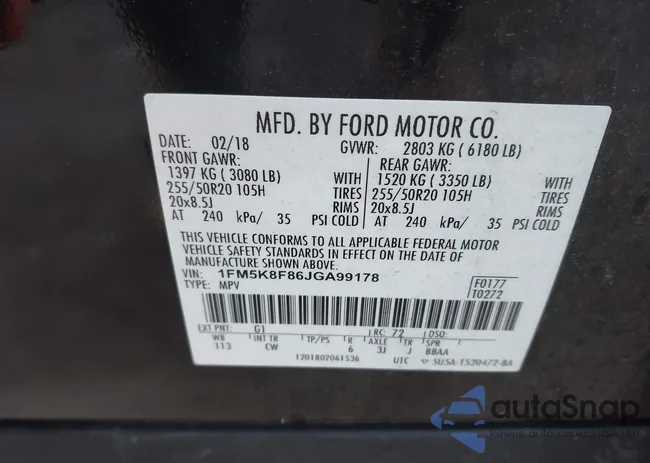 MFD. BY FORD MOTOR CO.
DATE: 02/18 GVWR: 2803 KG ( 6180 LB)
FRONT GAWR: REAR GAWR:
1397 KG ( 3080 LB) WITH 1520 KG ( 3350 LB) WITH
255/50R20 105H TIRES 255/50R20 105H TIRES
20x8.5J RIMS 20x8.5J RIMS
AT 240 kPa/ 35 PSI COLD AT 240 kPa/ 35 PSI COLD
THIS VEHICLE CONFORMS TO ALL APPLICABLE FEDERAL MOTOR
VEHICLE SAFETY STANDARDS IN EFFECT ON THE DATE OF
MANUFACTURE SHOWN ABOVE.
VIN: 1FM5K8F86JGA99178 F0177
TYPE: MPV T0272
EXT PNT: G1 RC: 72 DSO:
WB INT TR TP/PS R AXLE TR SPR
113 CW 6 3J J BBAA
1201802061536 UTC 5U5A-1520472-BA
autoSnap
Pewne auto z